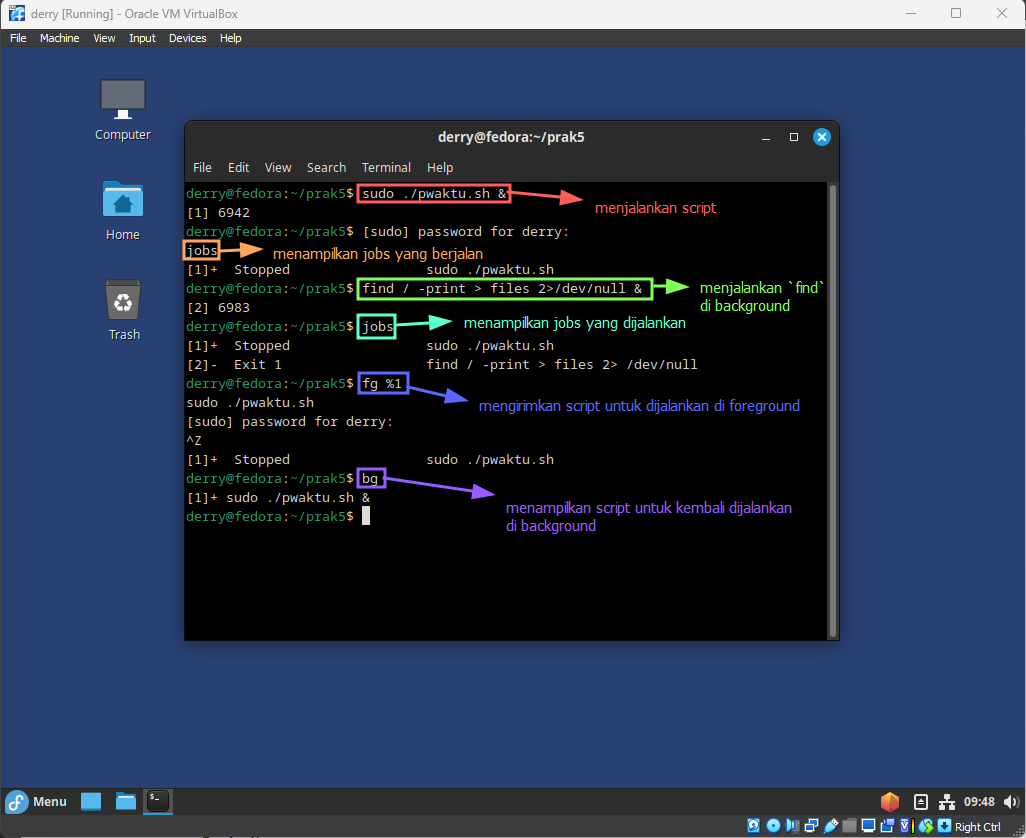 derry [Running] - Oracle VM VirtualBox
File Machine View Input Devices Help
Computer
Home
Trash
derry@fedora:~/prak5
File Edit View Search Terminal Help
derry@fedora:~/prak5$ sudo ./pwaktu.sh &
menjalankan script
[1] 6942
derry@fedora:~/prak5$ [sudo] password for derry:
jobs
menampilkan jobs yang berjalan
[1]+  Stopped                 sudo ./pwaktu.sh
derry@fedora:~/prak5$ find / -print > files 2>/dev/null &
menjalankan `find`
di background
[2] 6983
derry@fedora:~/prak5$ jobs
menampilkan jobs yang dijalankan
[1]+  Stopped                 sudo ./pwaktu.sh
[2]-  Exit 1                  find / -print > files 2> /dev/null
derry@fedora:~/prak5$ fg %1
mengirimkan script untuk dijalankan di foreground
sudo ./pwaktu.sh
[sudo] password for derry:
^Z
[1]+  Stopped                 sudo ./pwaktu.sh
derry@fedora:~/prak5$ bg
menampilkan script untuk kembali dijalankan
di background
[1]+ sudo ./pwaktu.sh &
derry@fedora:~/prak5$
Menu
09:48
Right Ctrl